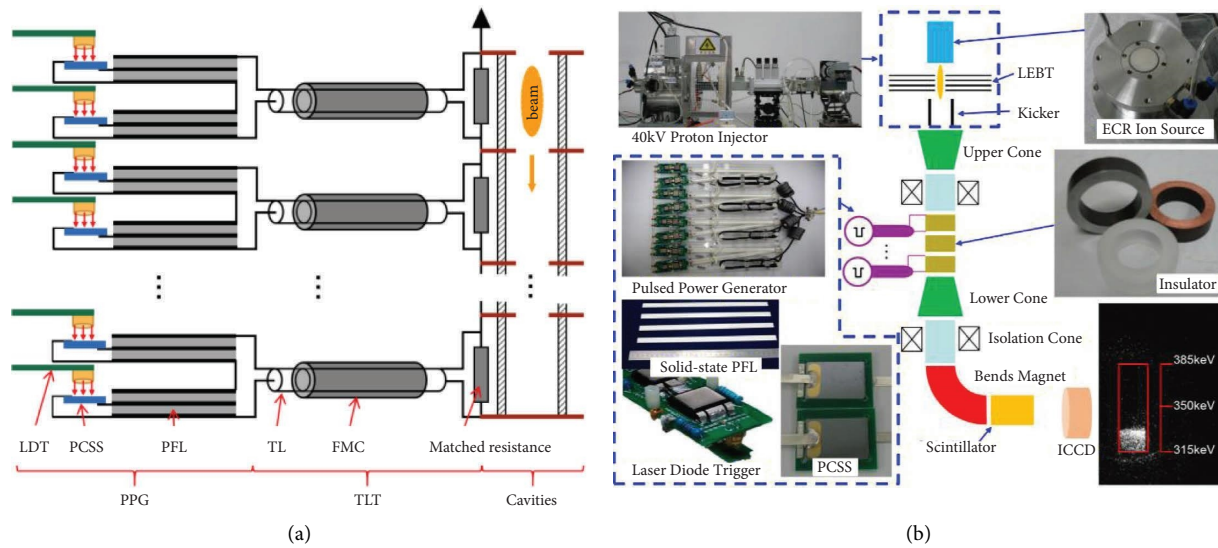 beam
LDT PCSS PFL TL FMC Matched resistance
PPG TLT Cavities
(a)
40kV Proton Injector
LEBT
Kicker
ECR Ion Source
Upper Cone
Pulsed Power Generator
Insulator
Lower Cone
Solid-state PFL
Isolation Cone
Bends Magnet
385keV
350keV
315keV
Laser Diode Trigger
PCSS
Scintillator
ICCD
(b)